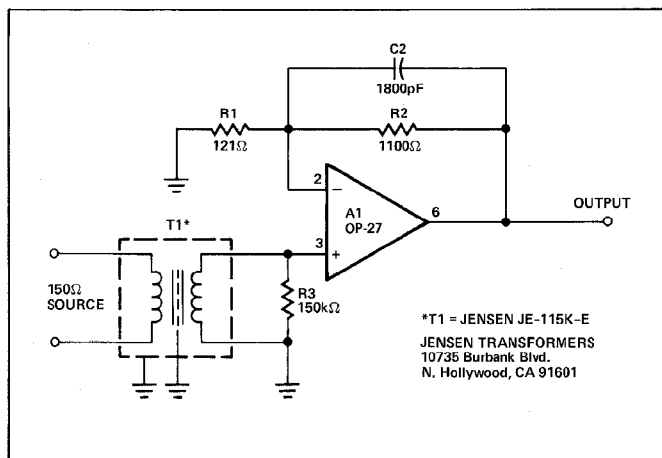 C2
1800pF
R1
121Ω
R2
1100Ω
2
−
A1
OP-27
6
OUTPUT
3
+
T1*
150Ω
SOURCE
R3
150kΩ
*T1 = JENSEN JE-115K-E
JENSEN TRANSFORMERS
10735 Burbank Blvd.
N. Hollywood, CA 91601